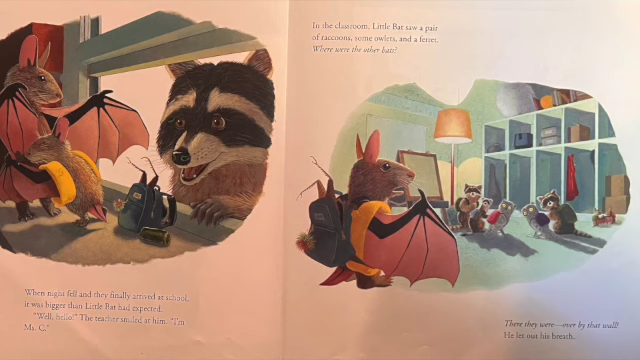 When night fell and they finally arrived at school,
it was bigger than Little Bat had expected.
"Well, hello!" The teacher smiled at him. "I'm
Ms. C."
In the classroom, Little Bat saw a pair
of raccoons, some owlets, and a ferret.
Where were the other bats?
There they were—over by that wall!
He let out his breath.